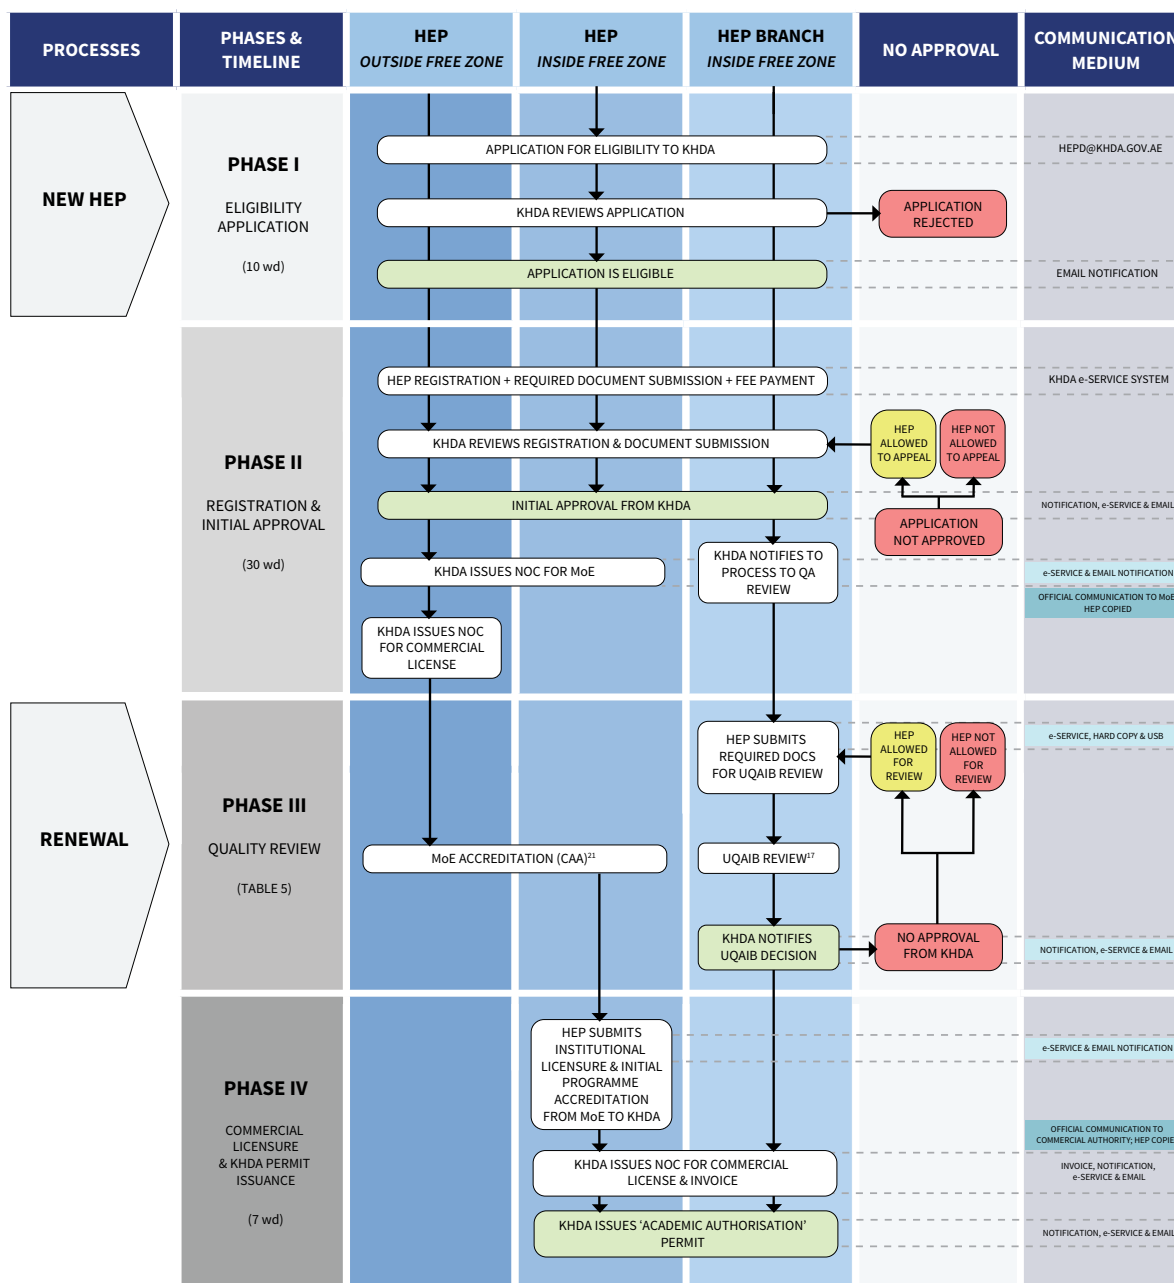 PROCESSES
PHASES &
TIMELINE
HEP
OUTSIDE FREE ZONE
HEP
INSIDE FREE ZONE
HEP BRANCH
INSIDE FREE ZONE
NO APPROVAL
COMMUNICATION
MEDIUM
NEW HEP
PHASE I
ELIGIBILITY
APPLICATION
(10 wd)
APPLICATION FOR ELIGIBILITY TO KHDA
HEPD@KHDA.GOV.AE
KHDA REVIEWS APPLICATION
APPLICATION
REJECTED
APPLICATION IS ELIGIBLE
EMAIL NOTIFICATION
PHASE II
REGISTRATION &
INITIAL APPROVAL
(30 wd)
HEP REGISTRATION + REQUIRED DOCUMENT SUBMISSION + FEE PAYMENT
KHDA e-SERVICE SYSTEM
KHDA REVIEWS REGISTRATION & DOCUMENT SUBMISSION
HEP
ALLOWED
TO APPEAL
HEP NOT
ALLOWED
TO APPEAL
INITIAL APPROVAL FROM KHDA
NOTIFICATION, e-SERVICE & EMAIL
APPLICATION
NOT APPROVED
KHDA ISSUES NOC FOR MoE
KHDA NOTIFIES TO
PROCESS TO QA
REVIEW
e-SERVICE & EMAIL NOTIFICATION
OFFICIAL COMMUNICATION TO MoE
HEP COPIED
KHDA ISSUES NOC
FOR COMMERCIAL
LICENSE
RENEWAL
PHASE III
QUALITY REVIEW
(TABLE 5)
HEP SUBMITS
REQUIRED DOCS
FOR UQAIB REVIEW
HEP
ALLOWED
FOR
REVIEW
HEP NOT
ALLOWED
FOR
REVIEW
e-SERVICE, HARD COPY & USB
MoE ACCREDITATION (CAA)21
UQAIB REVIEW17
KHDA NOTIFIES
UQAIB DECISION
NO APPROVAL
FROM KHDA
NOTIFICATION, e-SERVICE & EMAIL
PHASE IV
COMMERCIAL
LICENSURE
& KHDA PERMIT
ISSUANCE
(7 wd)
HEP SUBMITS
INSTITUTIONAL
LICENSURE & INITIAL
PROGRAMME
ACCREDITATION
FROM MoE TO KHDA
e-SERVICE & EMAIL NOTIFICATION
OFFICIAL COMMUNICATION TO
COMMERCIAL AUTHORITY; HEP COPIE
KHDA ISSUES NOC FOR COMMERCIAL
LICENSE & INVOICE
INVOICE, NOTIFICATION,
e-SERVICE & EMAIL
KHDA ISSUES ‘ACADEMIC AUTHORISATION’
PERMIT
NOTIFICATION, e-SERVICE & EMAIL